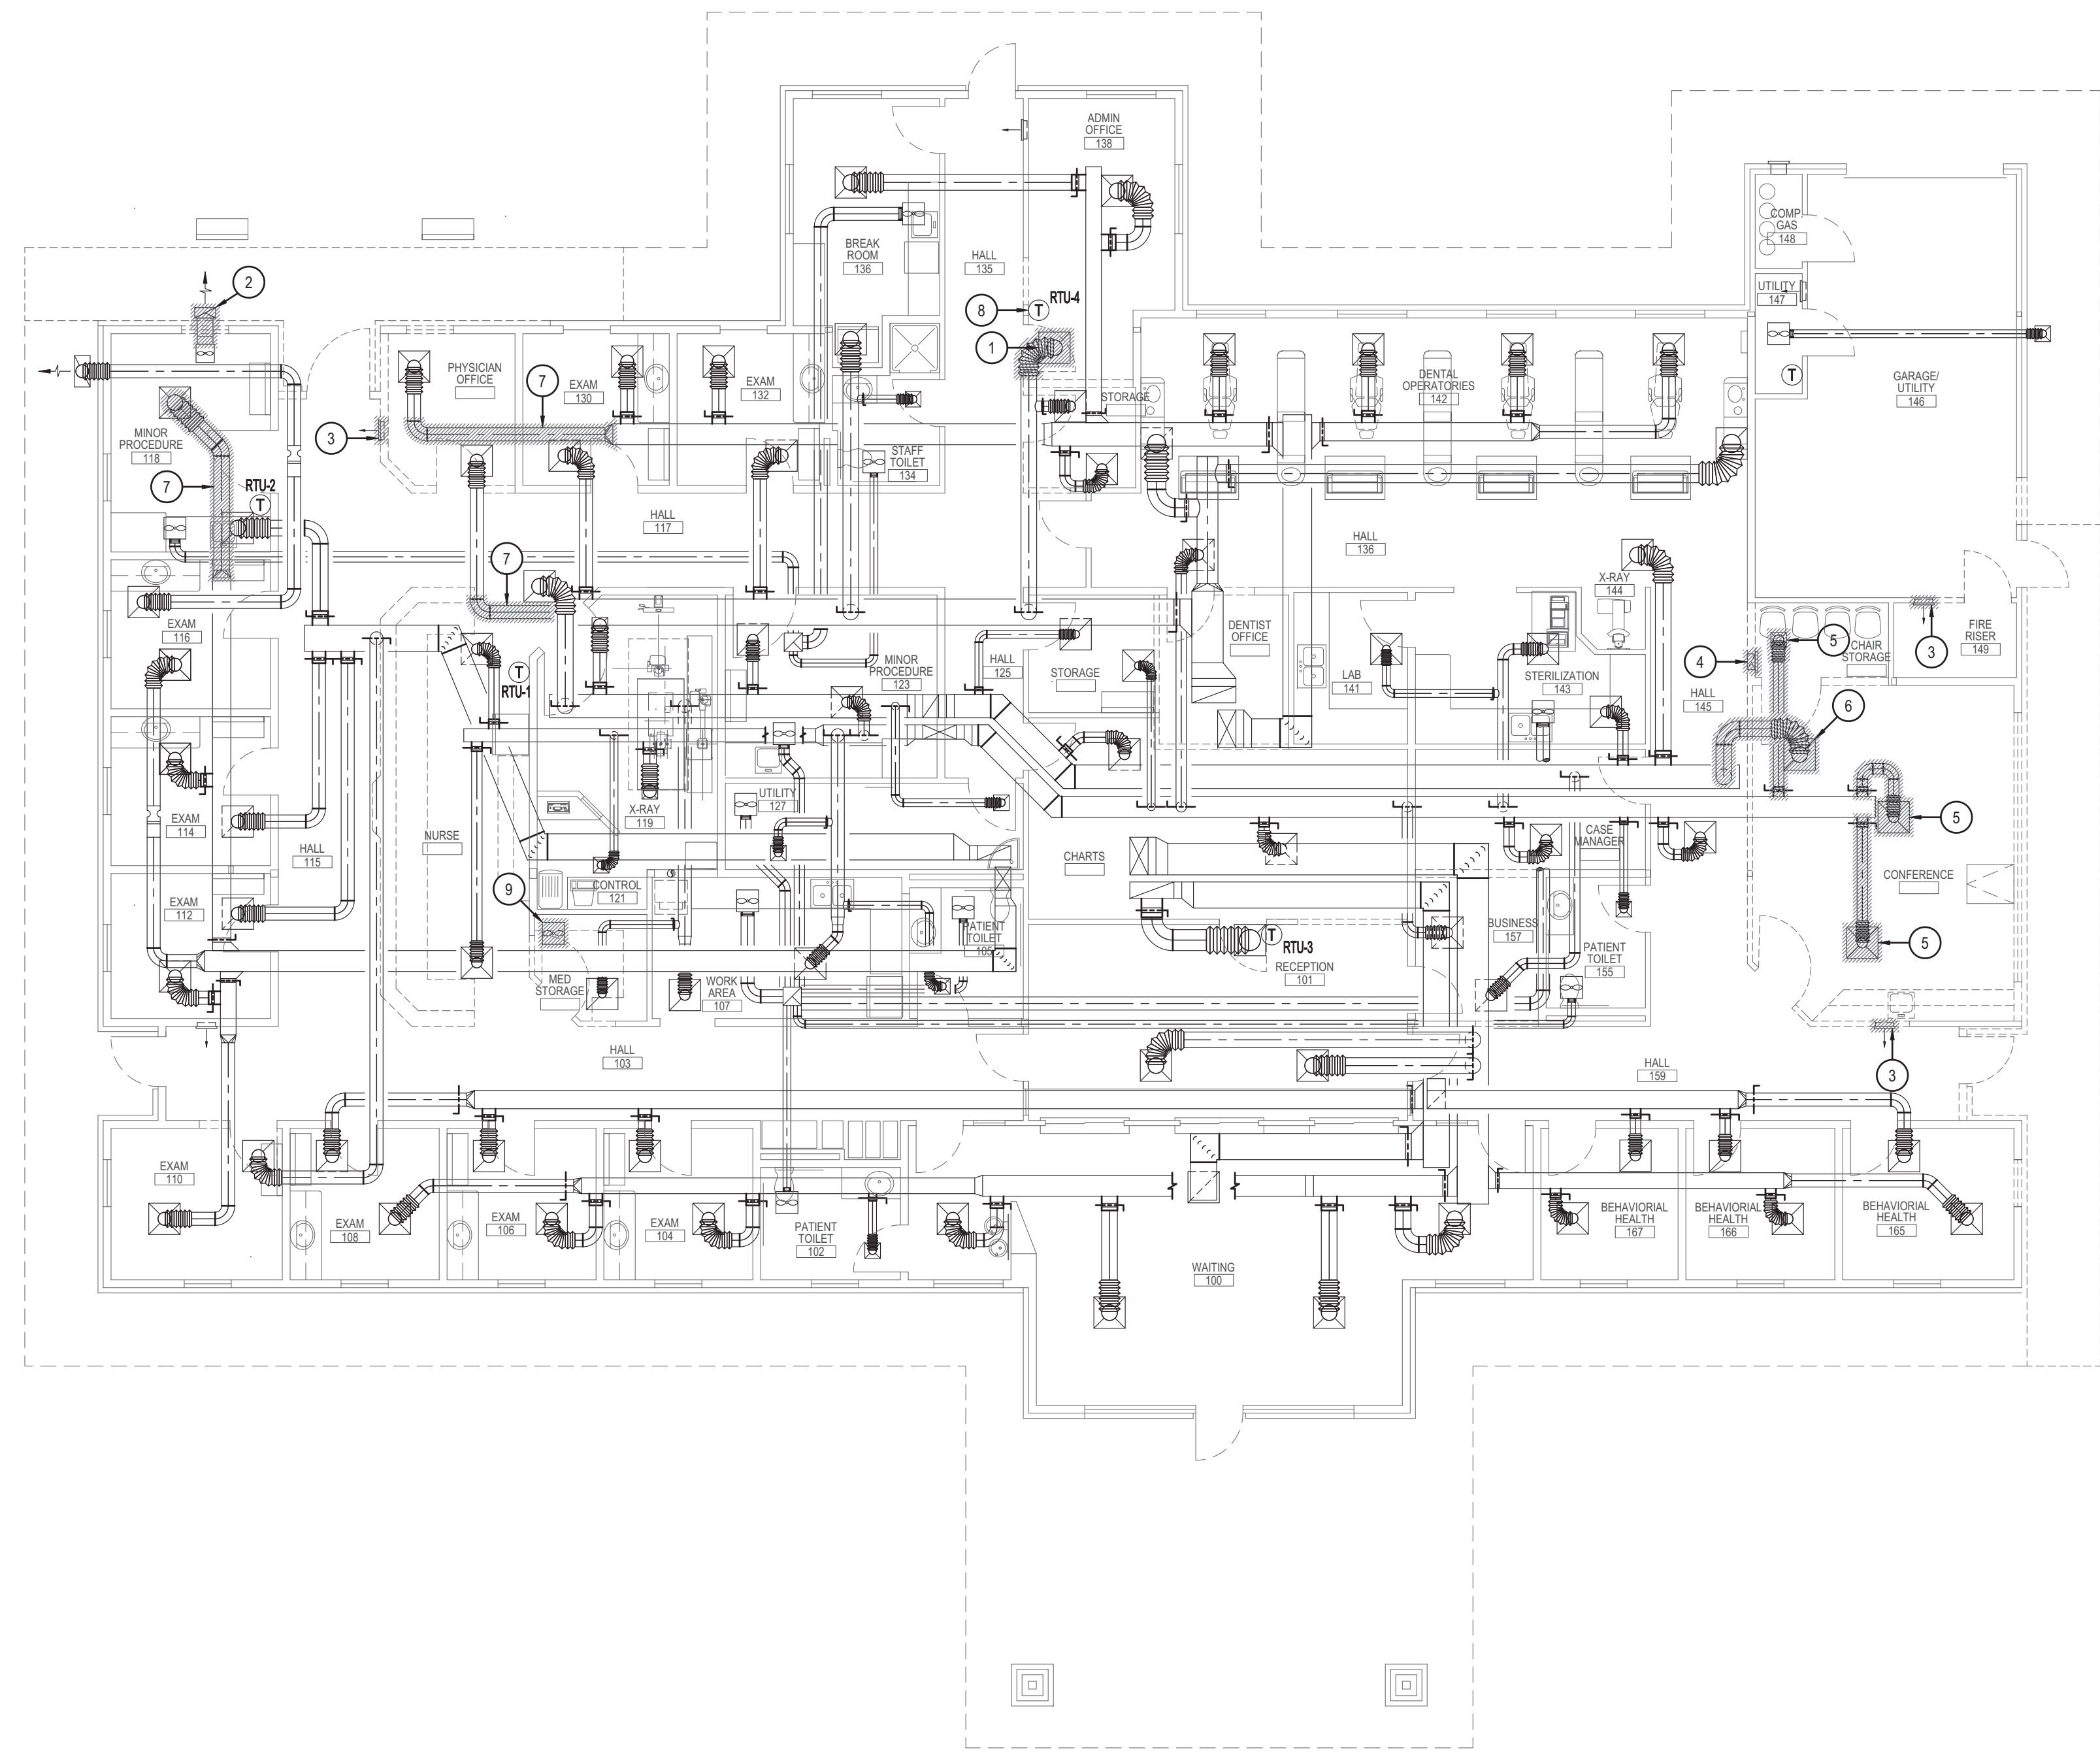 ADMIN
OFFICE
138
COMP.
GAS
148
BREAK
ROOM
136
HALL
135
UTILITY
147
2
8
T
RTU-4
1
PHYSICIAN
OFFICE
7
EXAM
130
EXAM
132
STORAGE
DENTAL
OPERATORIES
142
T
GARAGE/
UTILITY
146
3
MINOR
PROCEDURE
118
7
RTU-2
T
STAFF
TOILET
134
HALL
117
HALL
136
7
X-RAY
144
EXAM
116
DENTIST
OFFICE
FIRE
RISER
149
5
3
CHAIR
STORAGE
4
T
RTU-1
MINOR
PROCEDURE
123
HALL
125
STORAGE
LAB
141
STERILIZATION
143
HALL
145
6
UTILITY
127
X-RAY
119
EXAM
114
HALL
115
NURSE
CHARTS
CASE
MANAGER
5
CONFERENCE
9
CONTROL
121
EXAM
112
PATIENT
TOILET
105
T
RTU-3
BUSINESS
157
5
RECEPTION
101
PATIENT
TOILET
155
MED
STORAGE
WORK
AREA
107
HALL
103
HALL
159
3
EXAM
110
EXAM
108
EXAM
106
EXAM
104
PATIENT
TOILET
102
WAITING
100
BEHAVIORIAL
HEALTH
167
BEHAVIORIAL
HEALTH
166
BEHAVIORIAL
HEALTH
165